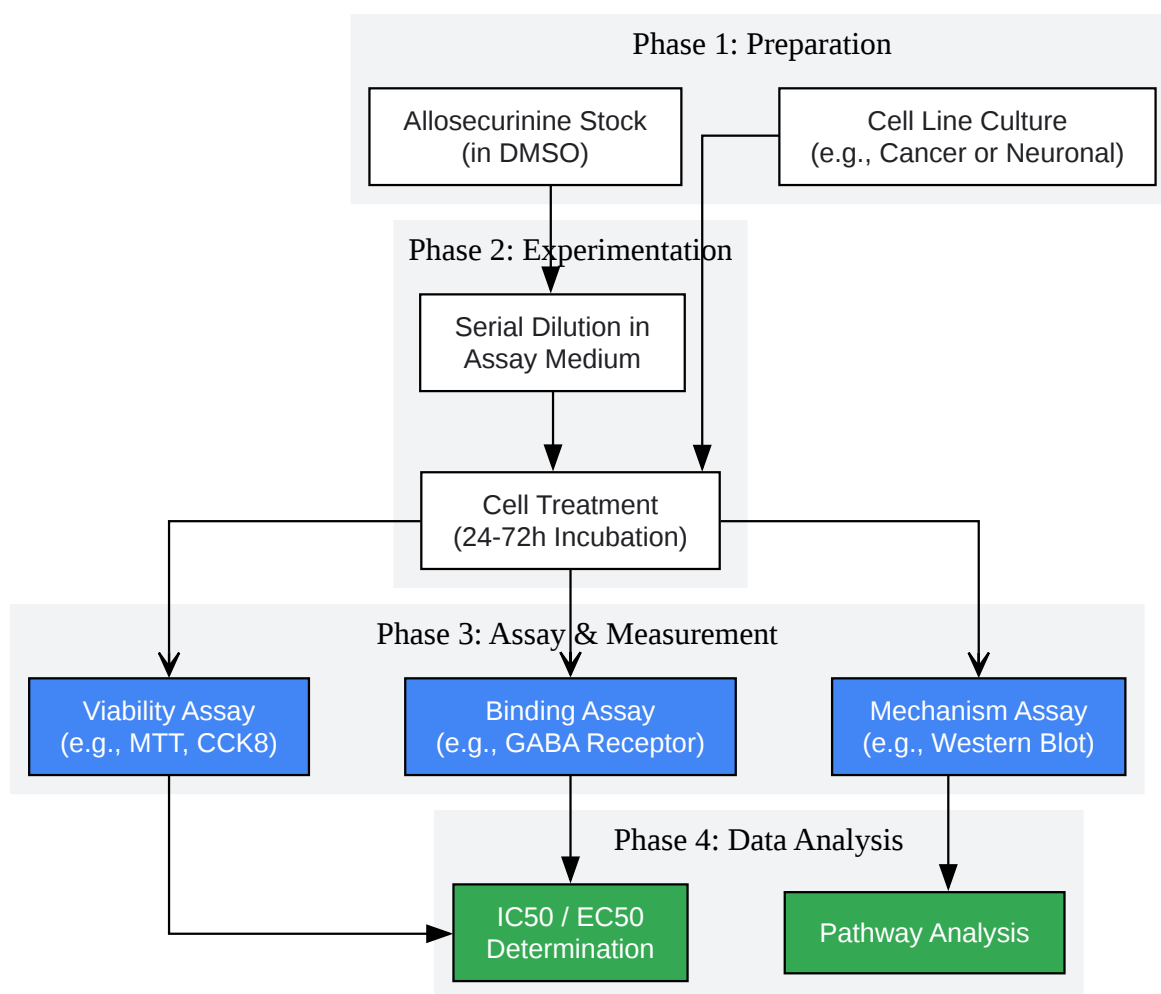 Phase 1: Preparation
Allosecurinine Stock
(in DMSO)
Cell Line Culture
(e.g., Cancer or Neuronal)
Phase 2: Experimentation
Serial Dilution in
Assay Medium
Cell Treatment
(24-72h Incubation)
Phase 3: Assay & Measurement
Viability Assay
(e.g., MTT, CCK8)
Binding Assay
(e.g., GABA Receptor)
Mechanism Assay
(e.g., Western Blot)
Phase 4: Data Analysis
IC50 / EC50
Determination
Pathway Analysis